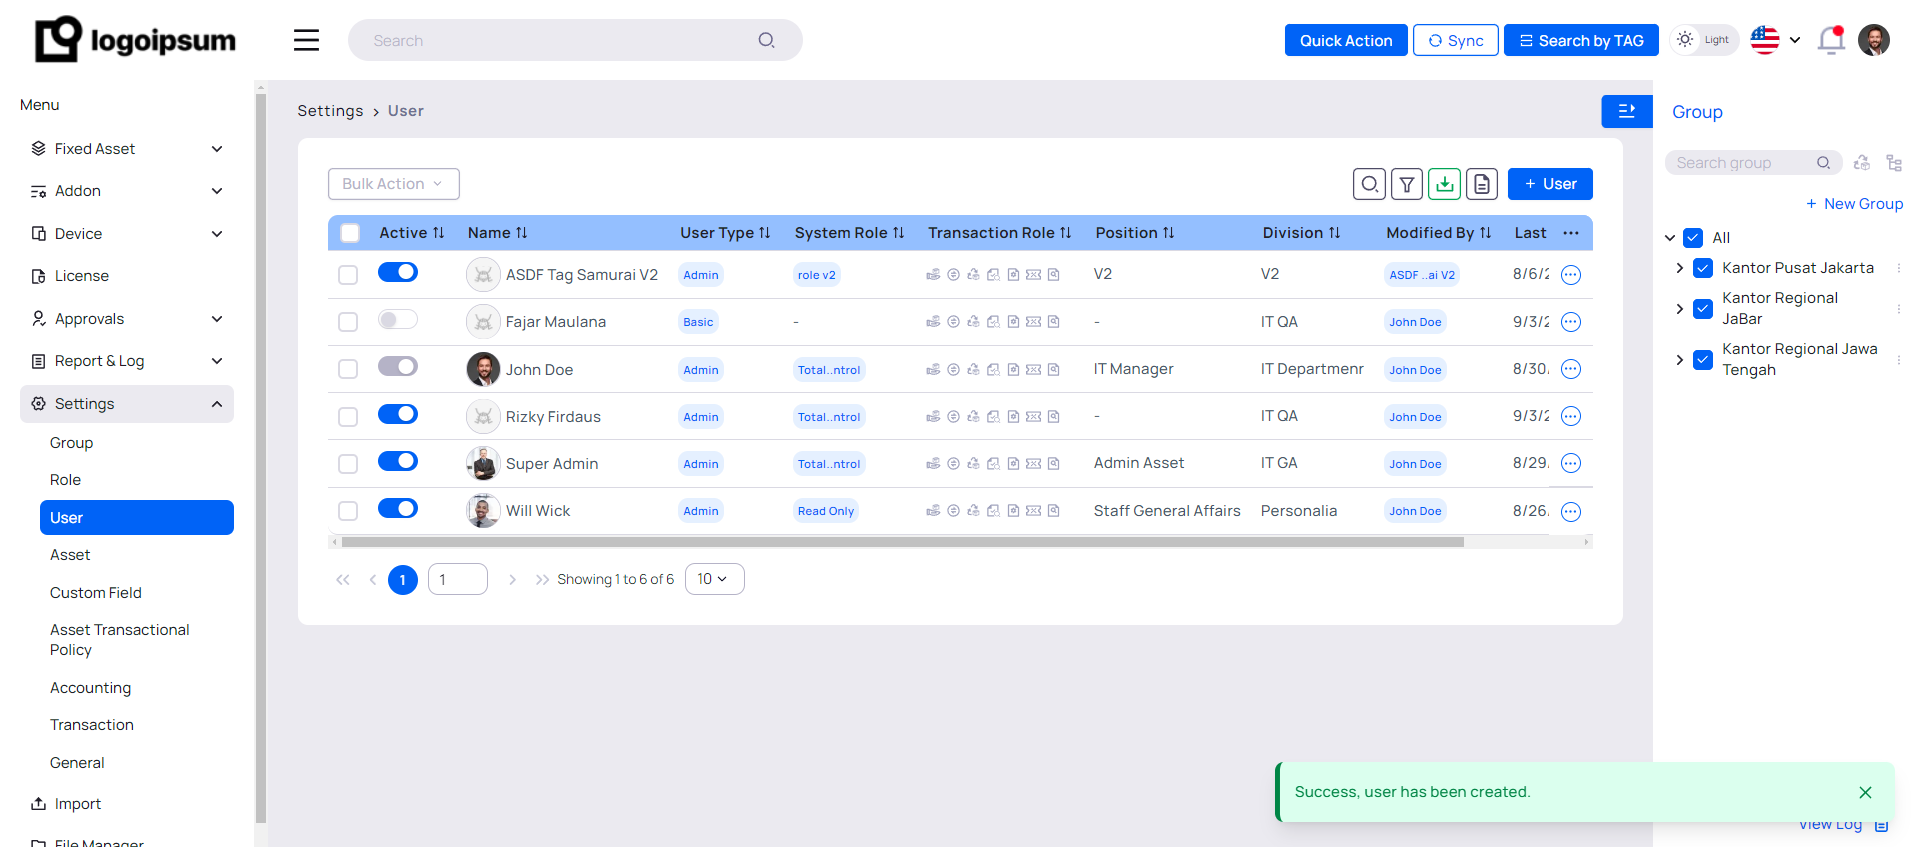 logoipsum
Search
Quick Action
Sync
Search by TAG
Light
Menu
Fixed Asset
Addon
Device
License
Approvals
Report & Log
Settings
Group
Role
User
Asset
Custom Field
Asset Transactional
Policy
Accounting
Transaction
General
Import
File Manager
Settings > User
Bulk Action
+ User
Active Name User Type System Role Transaction Role Position Division Modified By Last ...
ASDF Tag Samurai V2 Admin role v2 V2 V2 ASDF ..ai V2 8/6/2
Fajar Maulana Basic - - IT QA John Doe 9/3/2
John Doe Admin Total..ntrol IT Manager IT Departmenr John Doe 8/30.
Rizky Firdaus Admin Total..ntrol - IT QA John Doe 9/3/2
Super Admin Admin Total..ntrol Admin Asset IT GA John Doe 8/29.
Will Wick Admin Read Only Staff General Affairs Personalia John Doe 8/26.
1 1 Showing 1 to 6 of 6 10
Group
Search group
+ New Group
All
Kantor Pusat Jakarta
Kantor Regional
JaBar
Kantor Regional Jawa
Tengah
Success, user has been created.
View Log